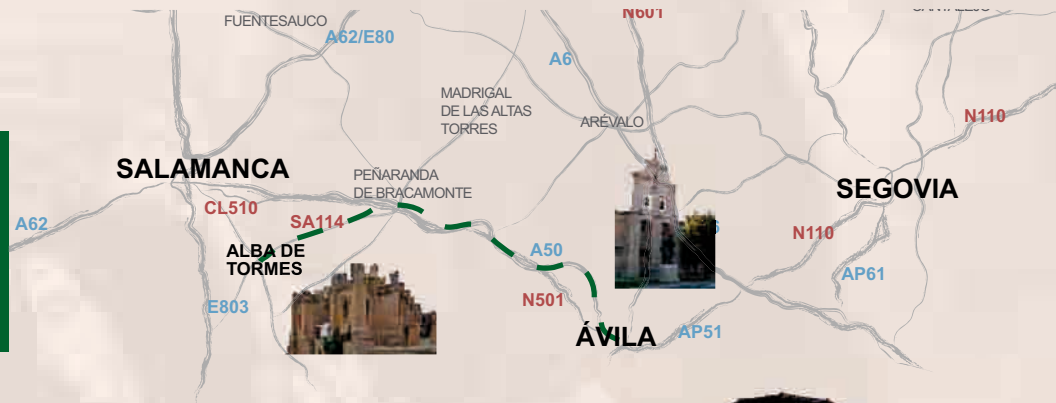 N601
FUENTESAUCO
A62/E80
A6
MADRIGAL
DE LAS ALTAS
TORRES
ARÉVALO
N110
SALAMANCA
PEÑARANDA
DE BRACAMONTE
SEGOVIA
CL510
SA114
A62
N110
A50
ALBA DE
TORMES
AP61
N501
E803
ÁVILA
AP51